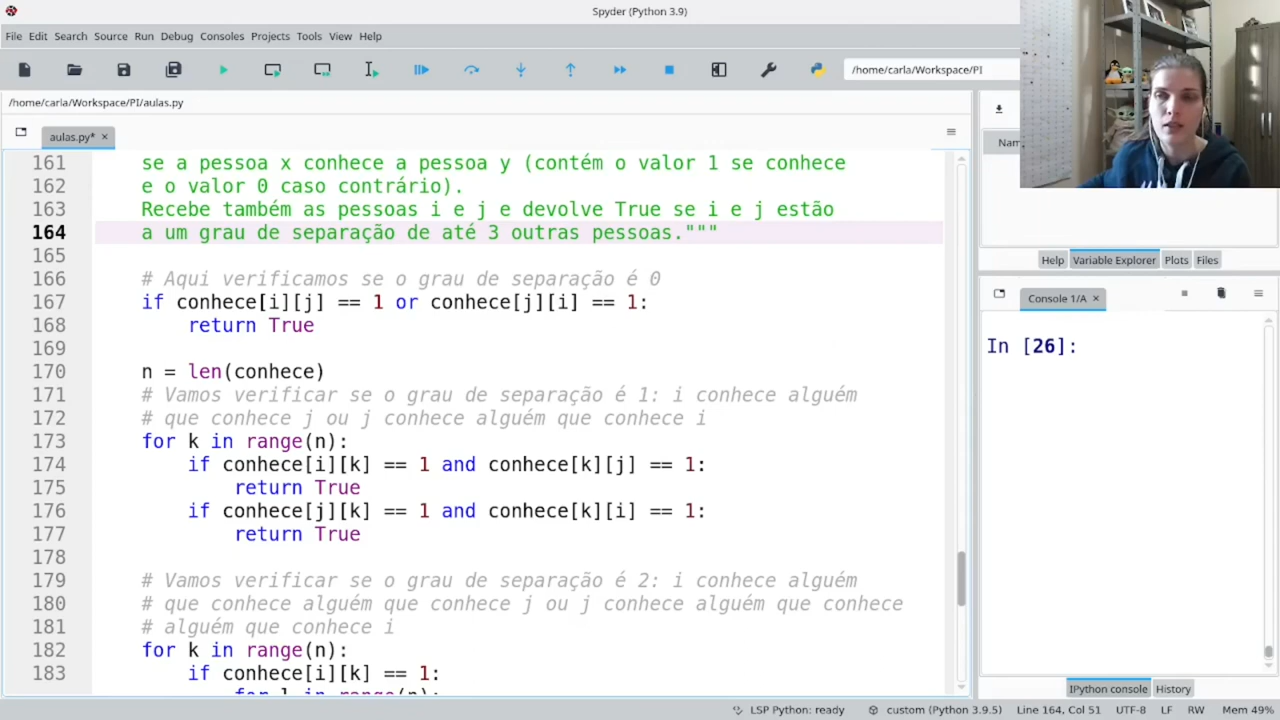 Spyder (Python 3.9)
File Edit Search Source Run Debug Consoles Projects Tools View Help
/home/carla/Workspace/PI
/home/carla/Workspace/PI/aulas.py
aulas.py*
Nam
161 se a pessoa x conhece a pessoa y (contém o valor 1 se conhece
162 e o valor 0 caso contrário).
163 Recebe também as pessoas i e j e devolve True se i e j estão
164 a um grau de separação de até 3 outras pessoas."""
165
166 # Aqui verificamos se o grau de separação é 0
167 if conhece[i][j] == 1 or conhece[j][i] == 1:
168 return True
169
170 n = len(conhece)
171 # Vamos verificar se o grau de separação é 1: i conhece alguém
172 # que conhece j ou j conhece alguém que conhece i
173 for k in range(n):
174 if conhece[i][k] == 1 and conhece[k][j] == 1:
175 return True
176 if conhece[j][k] == 1 and conhece[k][i] == 1:
177 return True
178
179 # Vamos verificar se o grau de separação é 2: i conhece alguém
180 # que conhece alguém que conhece j ou j conhece alguém que conhece
181 # alguém que conhece i
182 for k in range(n):
183 if conhece[i][k] == 1:
for l in range(n):
Help Variable Explorer Plots Files
Console 1/A
In [26]:
IPython console History
LSP Python: ready custom (Python 3.9.5) Line 164, Col 51 UTF-8 LF RW Mem 49%